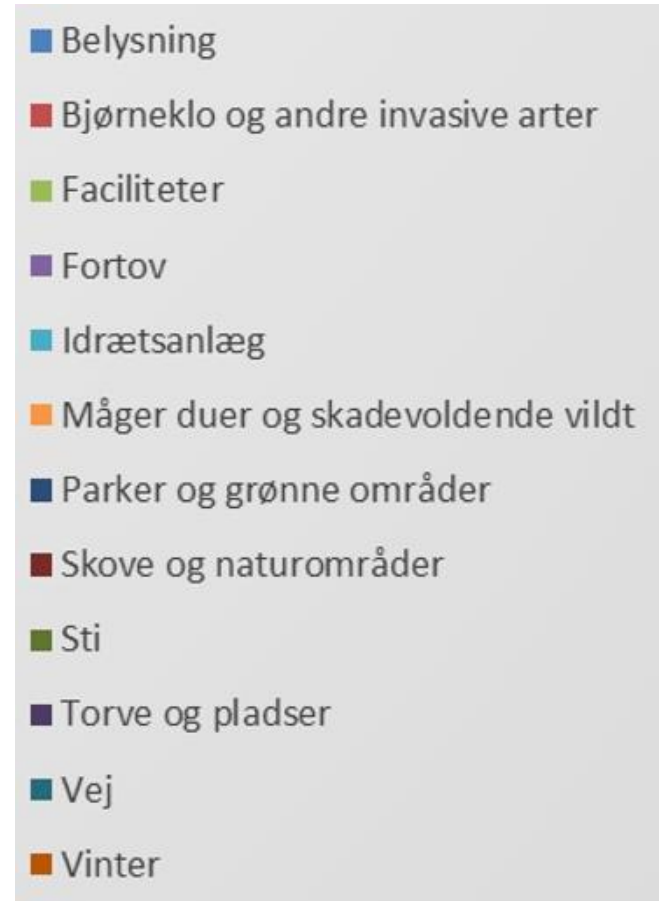 Belysning
Bjørneklo og andre invasive arter
Faciliteter
Fortov
Idrætsanlæg
Måger duer og skadevoldende vildt
Parker og grønne områder
Skove og naturområder
Sti
Torve og pladser
Vej
Vinter